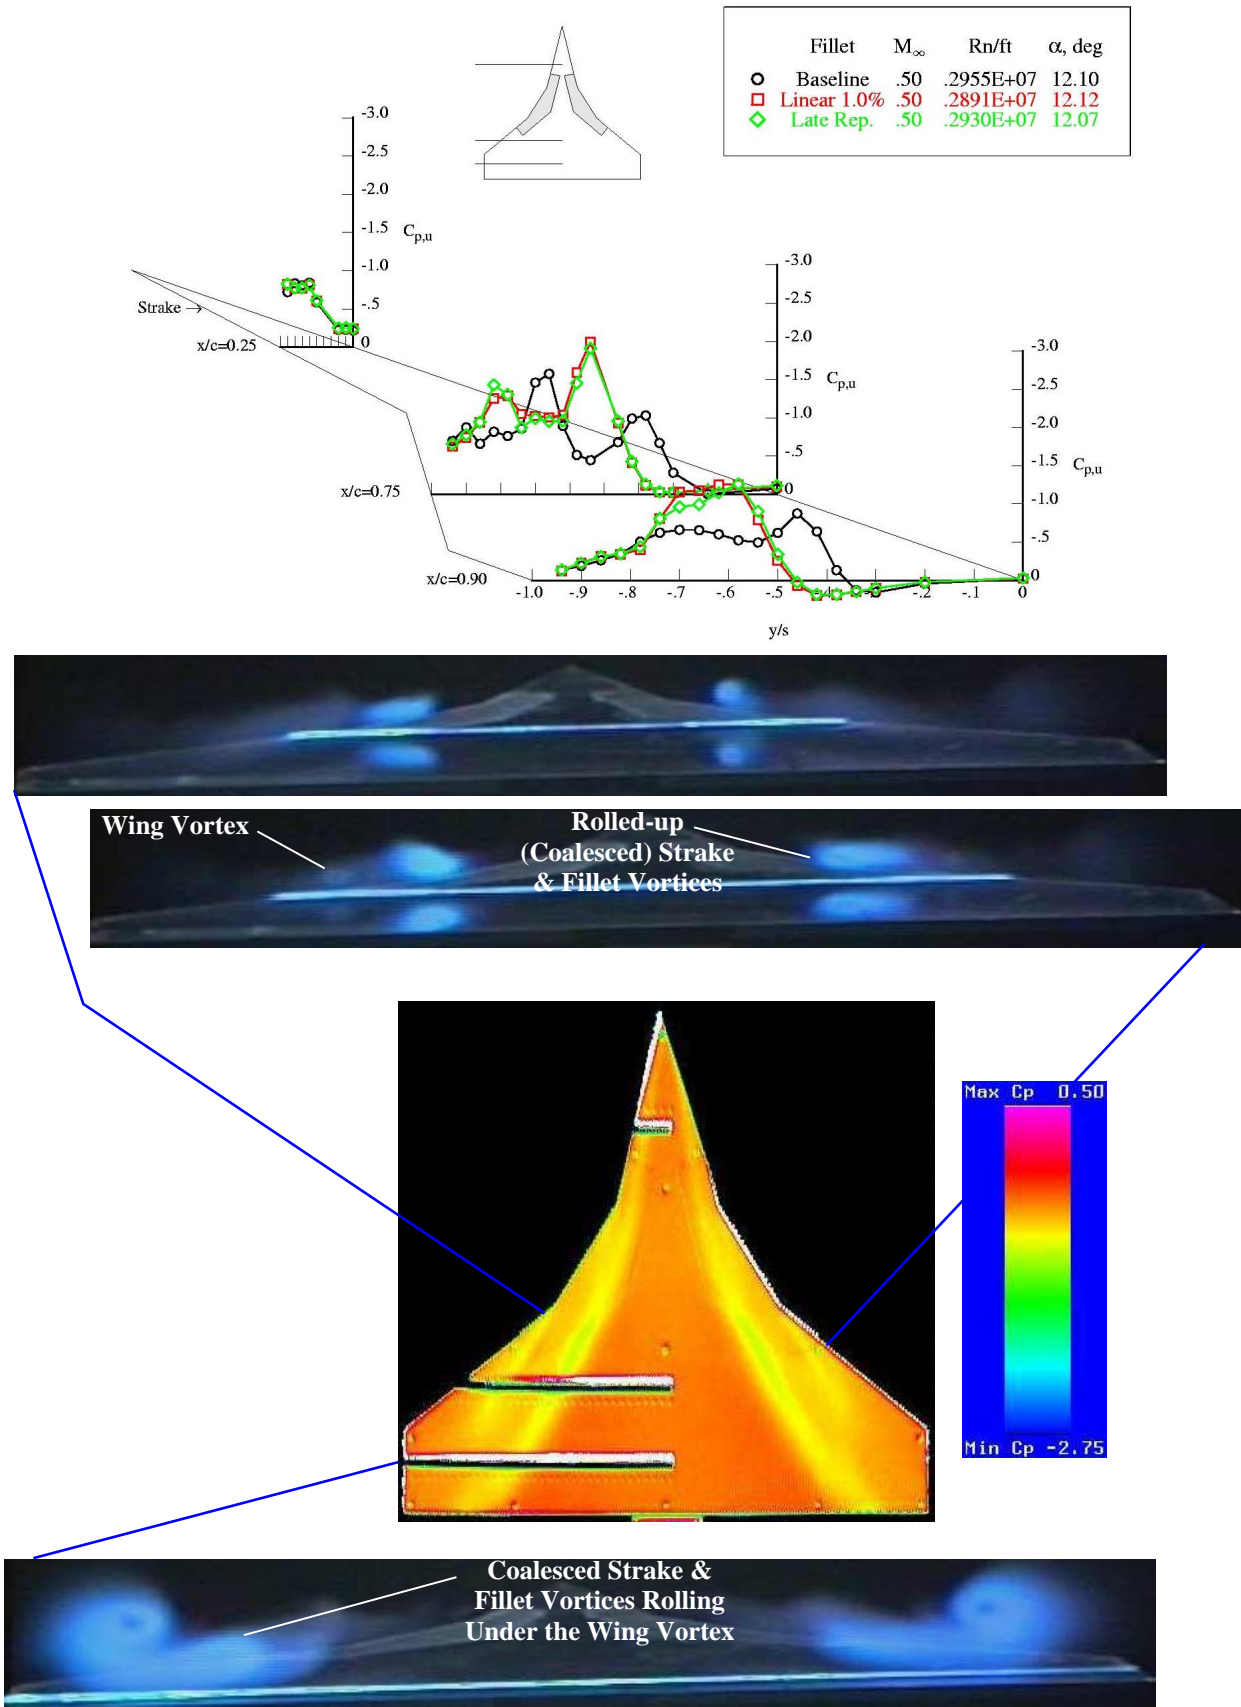 Fillet M∞ Rn/ft α, deg
Baseline .50 .2955E+07 12.10
Linear 1.0% .50 .2891E+07 12.12
Late Rep. .50 .2930E+07 12.07
-3.0
-2.5
-2.0
-1.5
Cp,u
-1.0
-.5
0
Strake →
x/c=0.25
-3.0
-2.5
-2.0
-1.5
Cp,u
-1.0
-.5
0
x/c=0.75
-3.0
-2.5
-2.0
-1.5
Cp,u
-1.0
-.5
0
x/c=0.90
-1.0 -.9 -.8 -.7 -.6 -.5 -.4 -.3 -.2 -.1 0
y/s
Wing Vortex
Rolled-up
(Coalesced) Strake
& Fillet Vortices
Max Cp 0.50
Min Cp -2.75
Coalesced Strake &
Fillet Vortices Rolling
Under the Wing Vortex